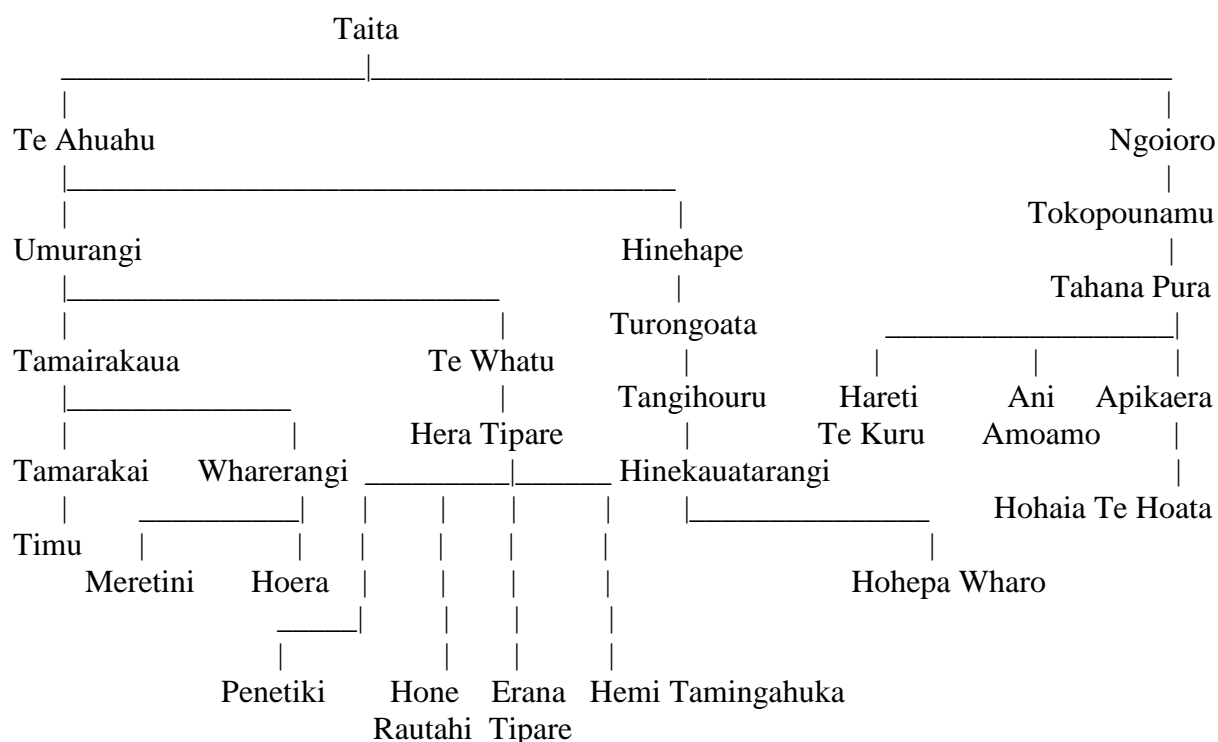 Taita
Te Ahuahu Ngoioro
Tokopounamu
Umurangi Hinehape
Tahana Pura
Turongoata
Tamairakaua Te Whatu
Tangihouru Hareti Ani Apikaera
Hera Tipare Te Kuru Amoamo
Tamarakai Wharerangi Hinekauatarangi
Hohaia Te Hoata
Timu
Meretini Hoera Hohepa Wharo
Penetiki Hone Erana Hemi Tamingahuka
Rautahi Tipare